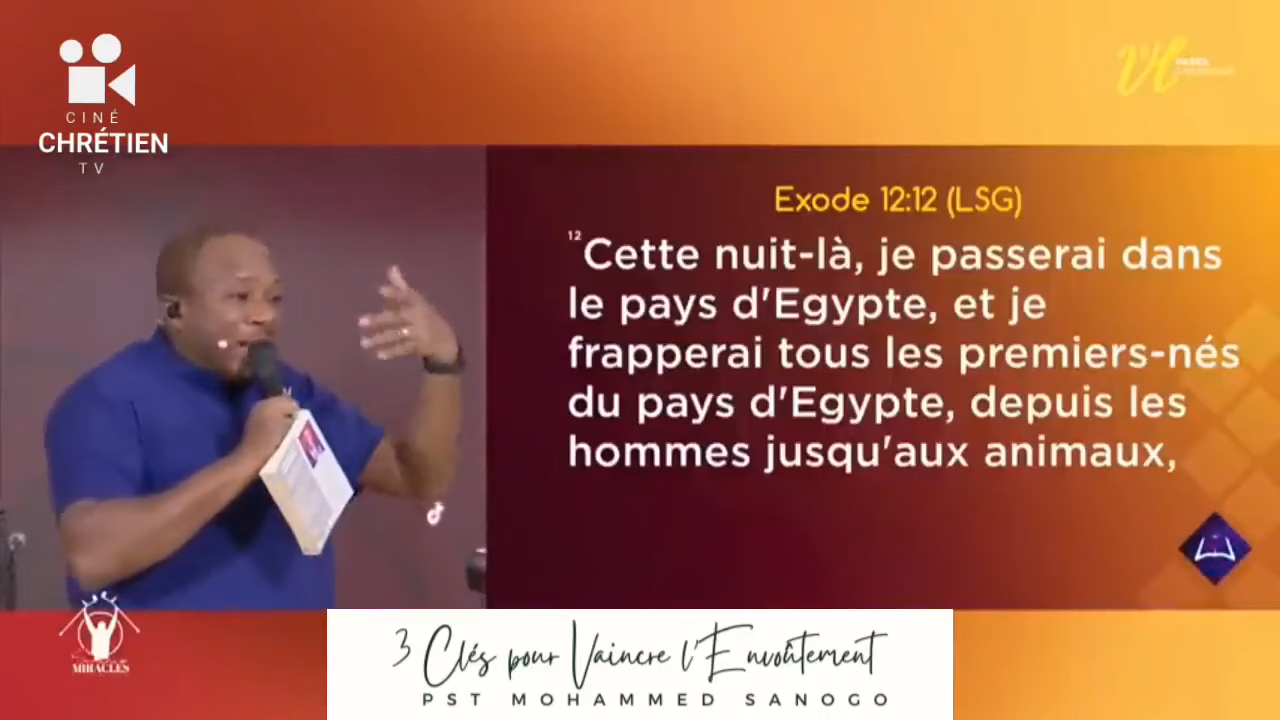 CINÉ
CHRÉTIEN
TV
Exode 12:12 (LSG)
12 Cette nuit-là, je passerai dans
le pays d'Egypte, et je
frapperai tous les premiers-nés
du pays d'Egypte, depuis les
hommes jusqu'aux animaux,
MIRACLES
3 Clés pour Vaincre l'Envoûtement
PST MOHAMMED SANOGO